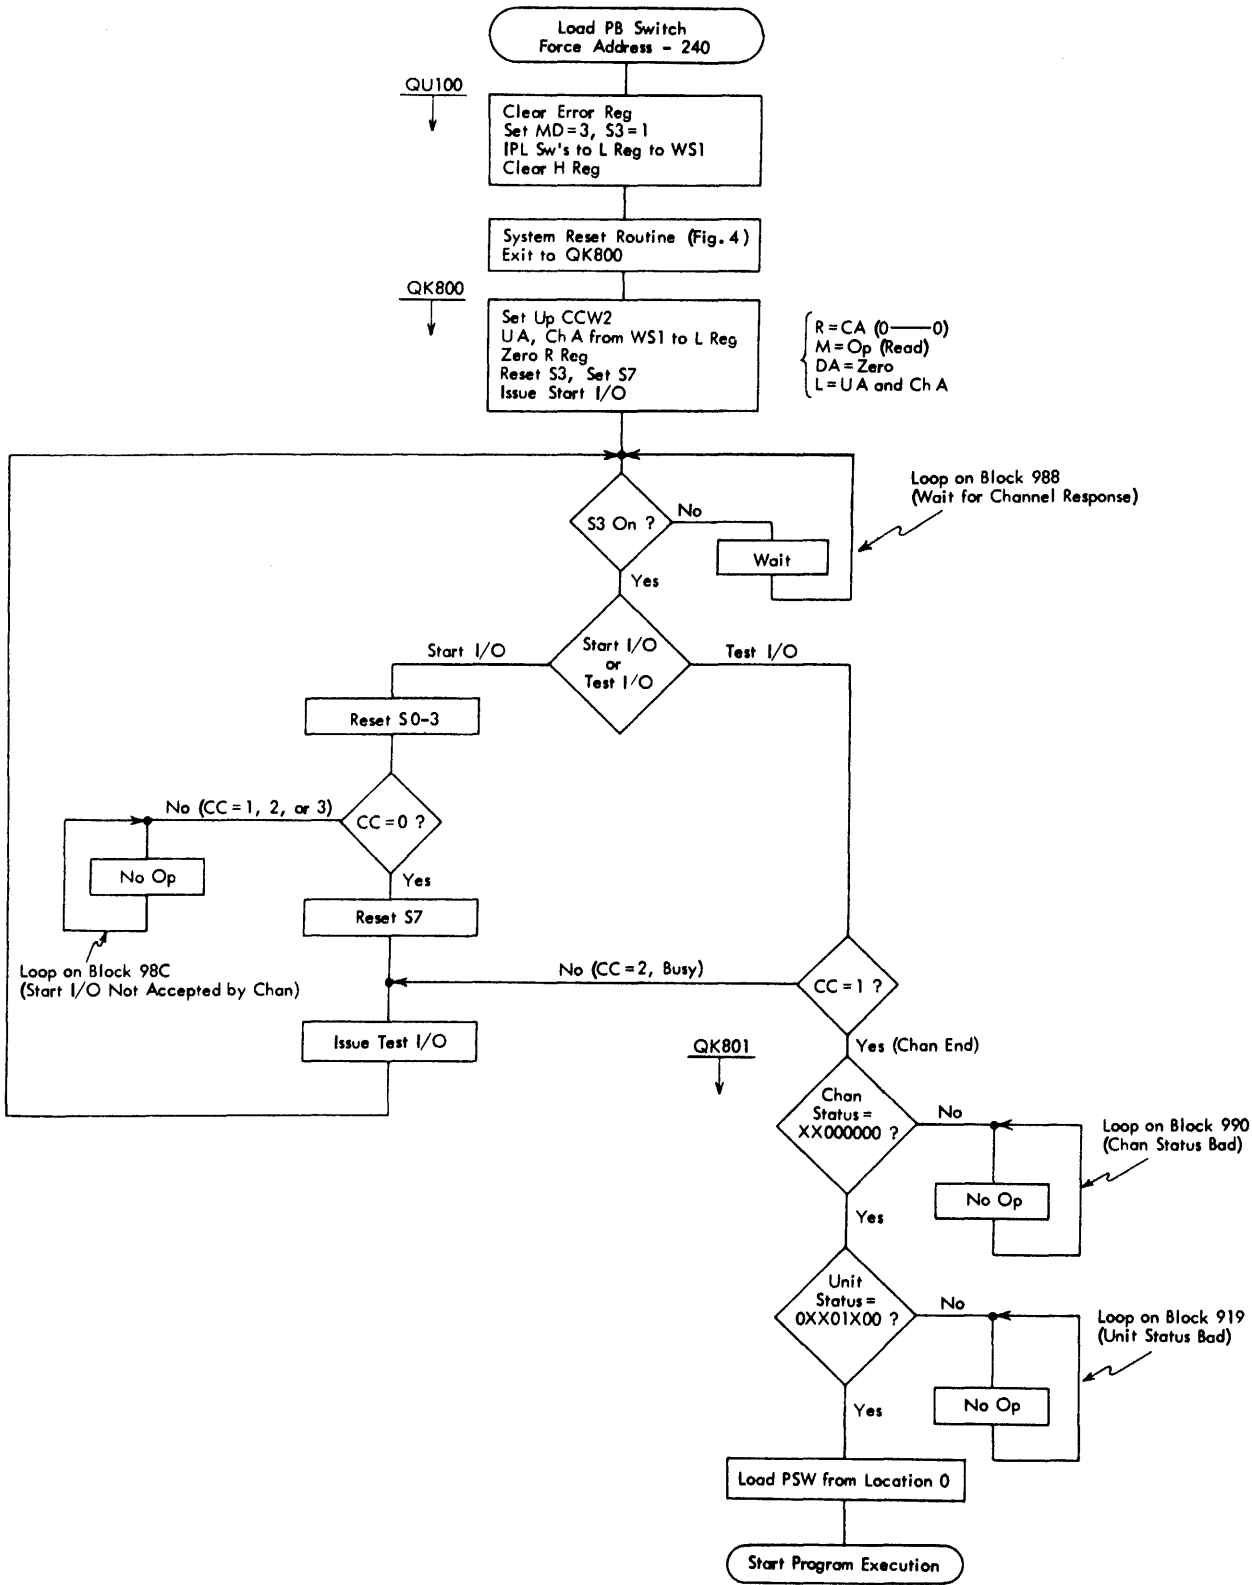 Load PB Switch
Force Address - 240
QU100
Clear Error Reg
Set MD=3, S3=1
IPL Sw's to L Reg to WS1
Clear H Reg
System Reset Routine (Fig. 4)
Exit to QK800
QK800
Set Up CCW2
UA, Ch A from WS1 to L Reg
Zero R Reg
Reset S3, Set S7
Issue Start I/O
R=CA (0——0)
M=Op (Read)
DA=Zero
L=UA and Ch A
Loop on Block 988
(Wait for Channel Response)
S3 On ?
No
Wait
Yes
Start I/O
Start I/O
or
Test I/O
Test I/O
Reset S0-3
No (CC=1, 2, or 3)
CC=0 ?
No Op
Yes
Reset S7
Loop on Block 98C
(Start I/O Not Accepted by Chan)
No (CC=2, Busy)
CC=1 ?
Issue Test I/O
QK801
Yes (Chan End)
Chan
Status=
XX000000 ?
No
Loop on Block 990
(Chan Status Bad)
No Op
Yes
Unit
Status=
0XX01X00 ?
No
Loop on Block 919
(Unit Status Bad)
No Op
Yes
Load PSW from Location 0
Start Program Execution